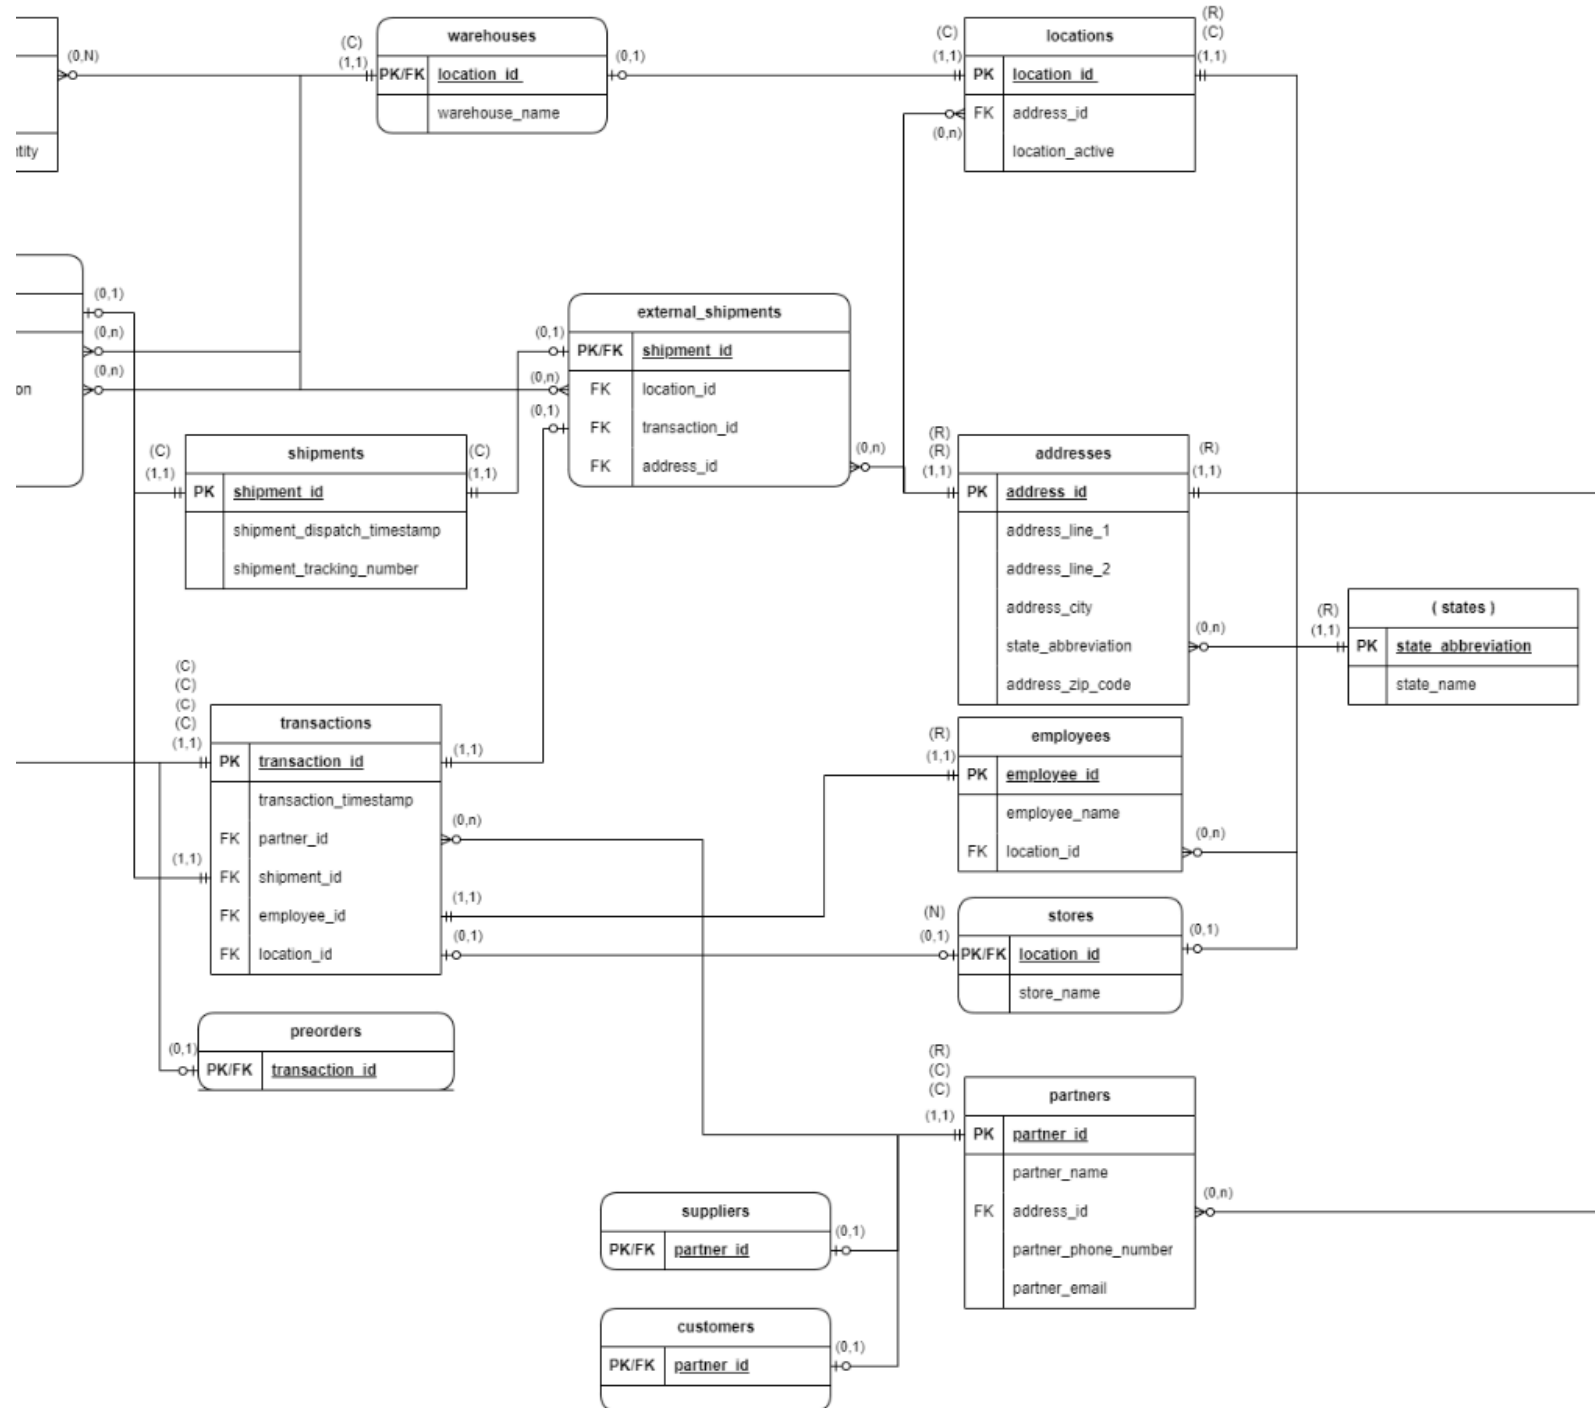 (0,N)
tity
(C)
(1,1)
warehouses
PK/FK location_id
warehouse_name
(0,1)
(C)
(1,1)
(0,n)
locations
PK location_id
FK address_id
location_active
(R)
(C)
(1,1)
(0,1)
(0,n)
(0,n)
on
external_shipments
(0,1) PK/FK shipment_id
(0,n) FK location_id
(0,1) FK transaction_id
FK address_id
(0,n)
(C)
(1,1)
shipments
PK shipment_id
shipment_dispatch_timestamp
shipment_tracking_number
(C)
(1,1)
(R)
(R)
(1,1)
addresses
PK address_id
address_line_1
address_line_2
address_city
state_abbreviation
address_zip_code
(R)
(1,1)
(0,n)
(R)
(1,1)
( states )
PK state_abbreviation
state_name
(C)
(C)
(C)
(C)
(1,1)
transactions
PK transaction_id
transaction_timestamp
FK partner_id
(1,1)
FK shipment_id
FK employee_id
FK location_id
(1,1)
(0,n)
(1,1)
(0,1)
(R)
(1,1)
employees
PK employee_id
employee_name
FK location_id
(0,n)
(N)
(0,1)
stores
PK/FK location_id
store_name
(0,1)
preorders
(0,1)
PK/FK transaction_id
(R)
(C)
(C)
(1,1)
partners
PK partner_id
partner_name
FK address_id
partner_phone_number
partner_email
(0,n)
suppliers
PK/FK partner_id
(0,1)
customers
PK/FK partner_id
(0,1)